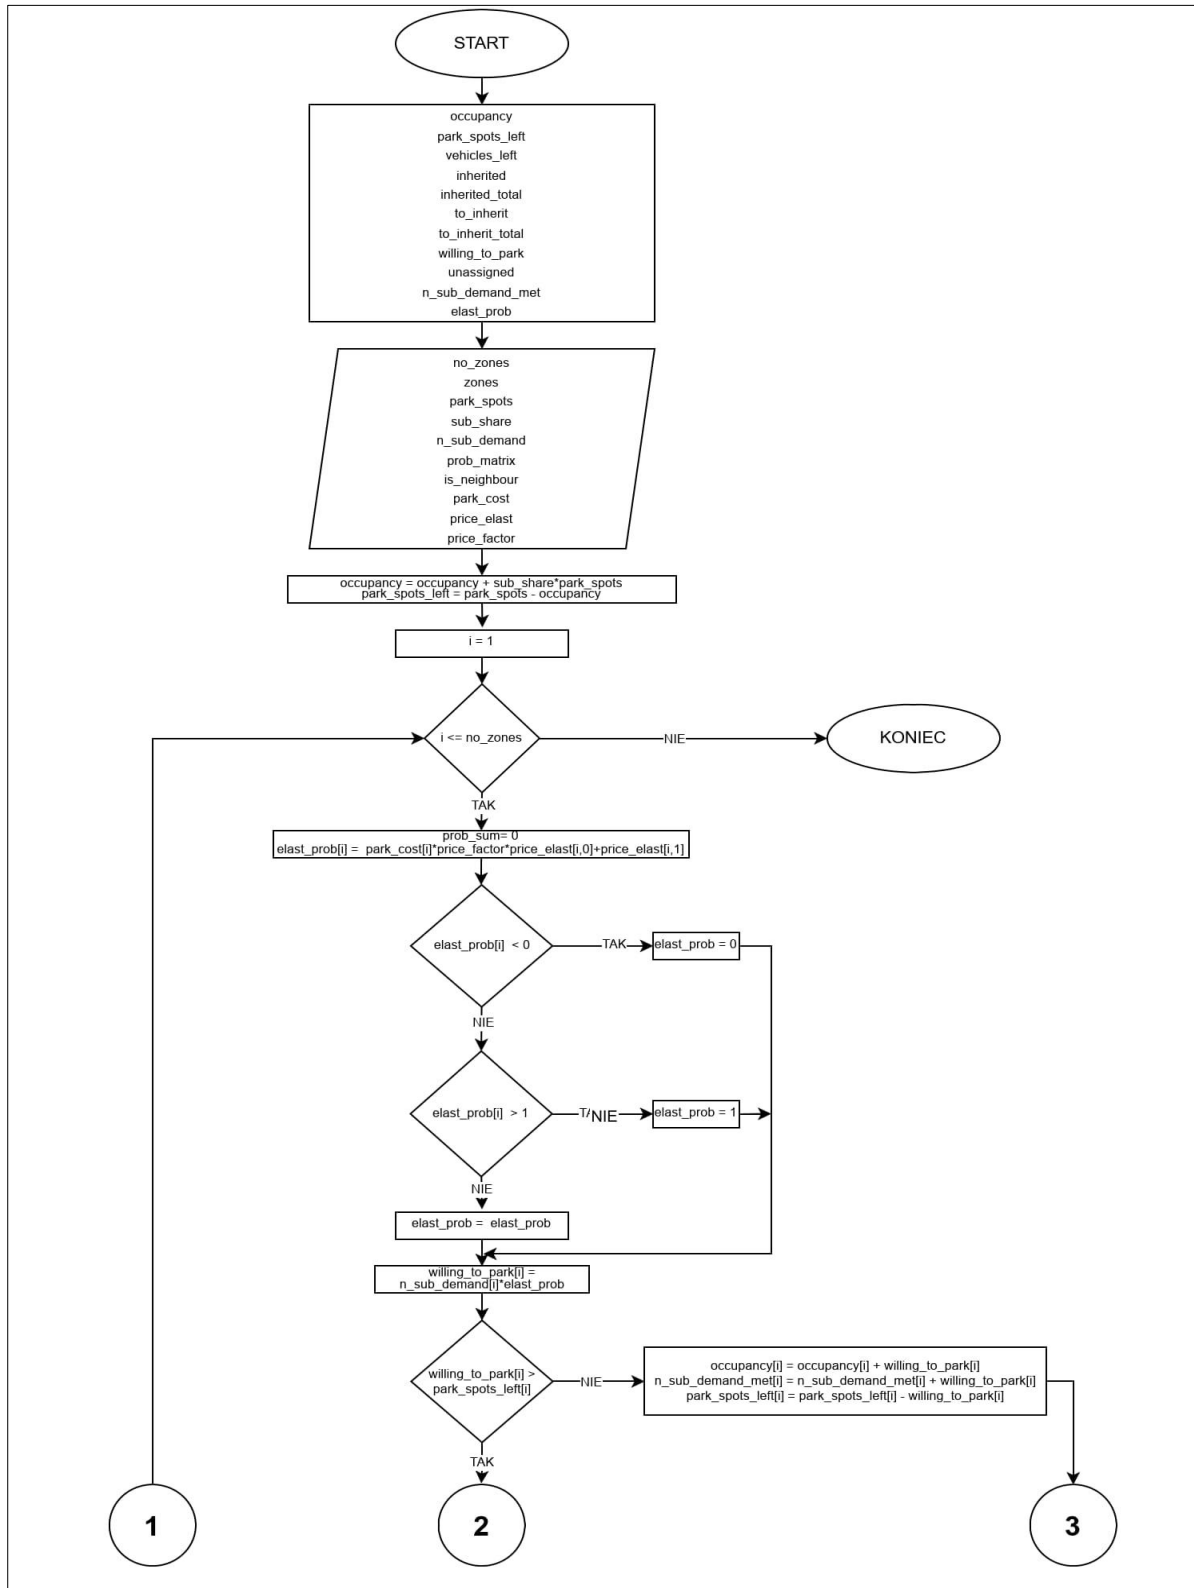 START
occupancy
park_spots_left
vehicles_left
inherited
inherited_total
to_inherit
to_inherit_total
willing_to_park
unassigned
n_sub_demand_met
elast_prob
no_zones
zones
park_spots
sub_share
n_sub_demand
prob_matrix
is_neighbour
park_cost
price_elast
price_factor
occupancy = occupancy + sub_share*park_spots
park_spots_left = park_spots - occupancy
i = 1
i <= no_zones
NIE
KONIEC
TAK
prob_sum= 0
elast_prob[i] = park_cost[i]*price_factor*price_elast[i,0]+price_elast[i,1]
elast_prob[i] < 0
TAK
elast_prob = 0
NIE
elast_prob[i] > 1
NIE
elast_prob = 1
NIE
elast_prob = elast_prob
willing_to_park[i] =
n_sub_demand[i]*elast_prob
willing_to_park[i] >
park_spots_left[i]
NIE
occupancy[i] = occupancy[i] + willing_to_park[i]
n_sub_demand_met[i] = n_sub_demand_met[i] + willing_to_park[i]
park_spots_left[i] = park_spots_left[i] - willing_to_park[i]
TAK
1
2
3